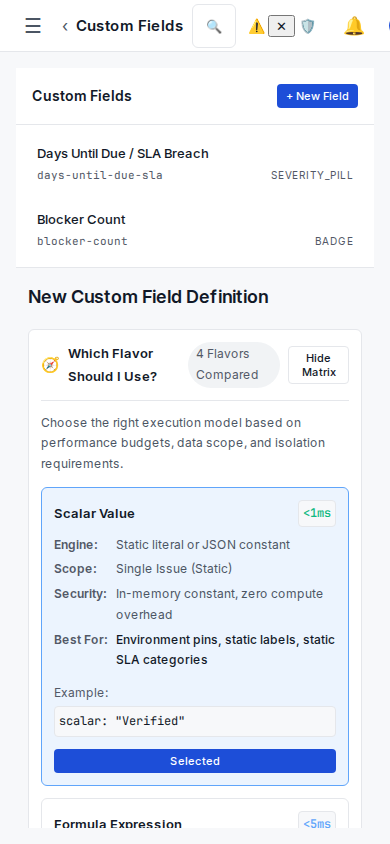 ☰ ‹ Custom Fields 🔍 ⚠️ ✕ 🛡️ 🔔
Custom Fields
+ New Field
Days Until Due / SLA Breach
days-until-due-sla SEVERITY_PILL
Blocker Count
blocker-count BADGE
New Custom Field Definition
🧭 Which Flavor
Should I Use?
4 Flavors
Compared
Hide
Matrix
Choose the right execution model based on
performance budgets, data scope, and isolation
requirements.
Scalar Value <1ms
Engine: Static literal or JSON constant
Scope: Single Issue (Static)
Security: In-memory constant, zero compute
overhead
Best For: Environment pins, static labels, static
SLA categories
Example:
scalar: "Verified"
Selected
Formula Expression <5ms